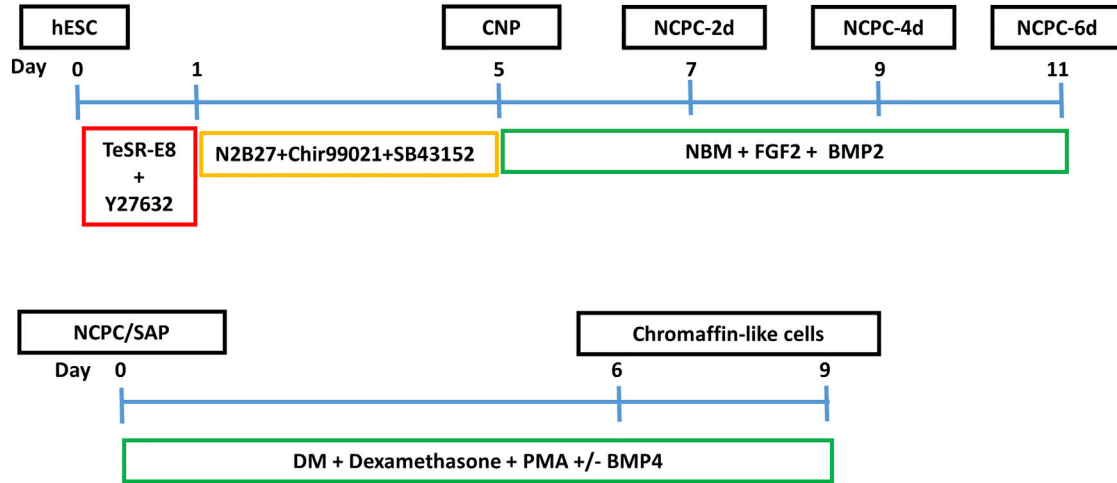 hESC CNP NCPC-2d NCPC-4d NCPC-6d
Day 0 1 5 7 9 11
TeSR-E8
+
Y27632
N2B27+Chir99021+SB43152
NBM + FGF2 + BMP2
NCPC/SAP Chromaffin-like cells
Day 0 6 9
DM + Dexamethasone + PMA +/- BMP4